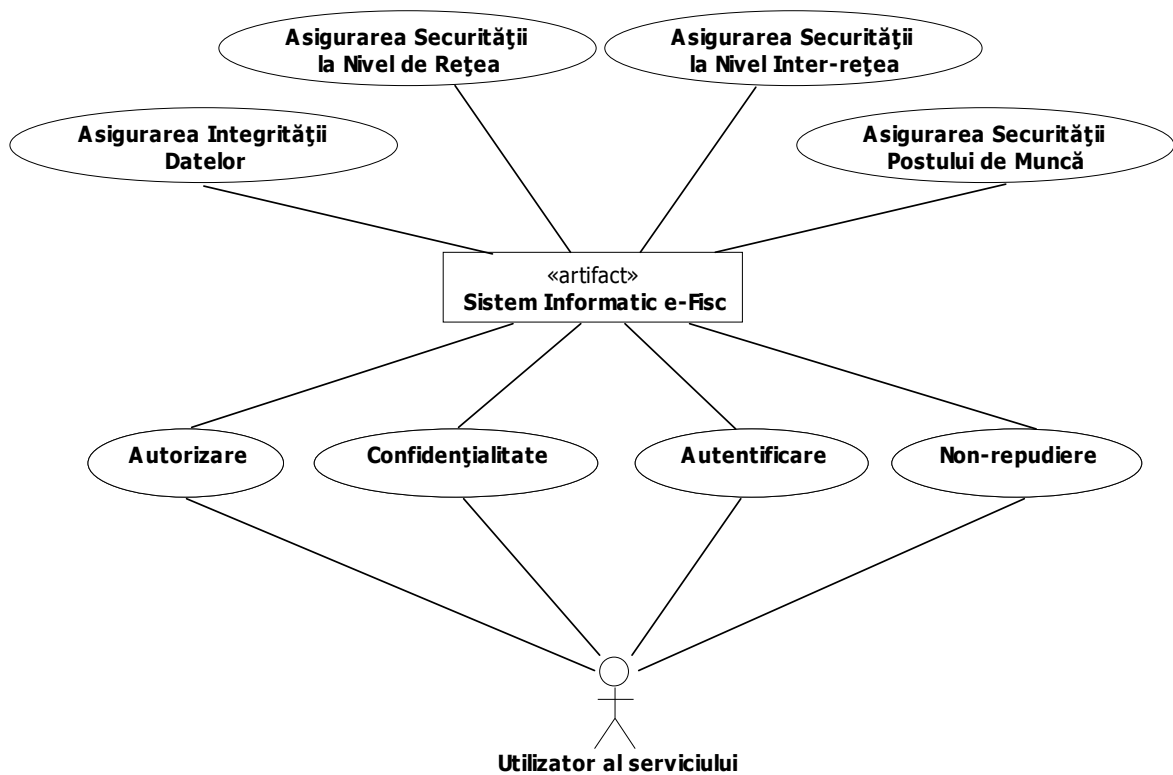 Asigurarea Securităţii
la Nivel de Reţea
Asigurarea Securităţii
la Nivel Inter-reţea
Asigurarea Integrităţii
Datelor
Asigurarea Securităţii
Postului de Muncă
«artifact»
Sistem Informatic e-Fisc
Autorizare
Confidenţialitate
Autentificare
Non-repudiere
Utilizator al serviciului